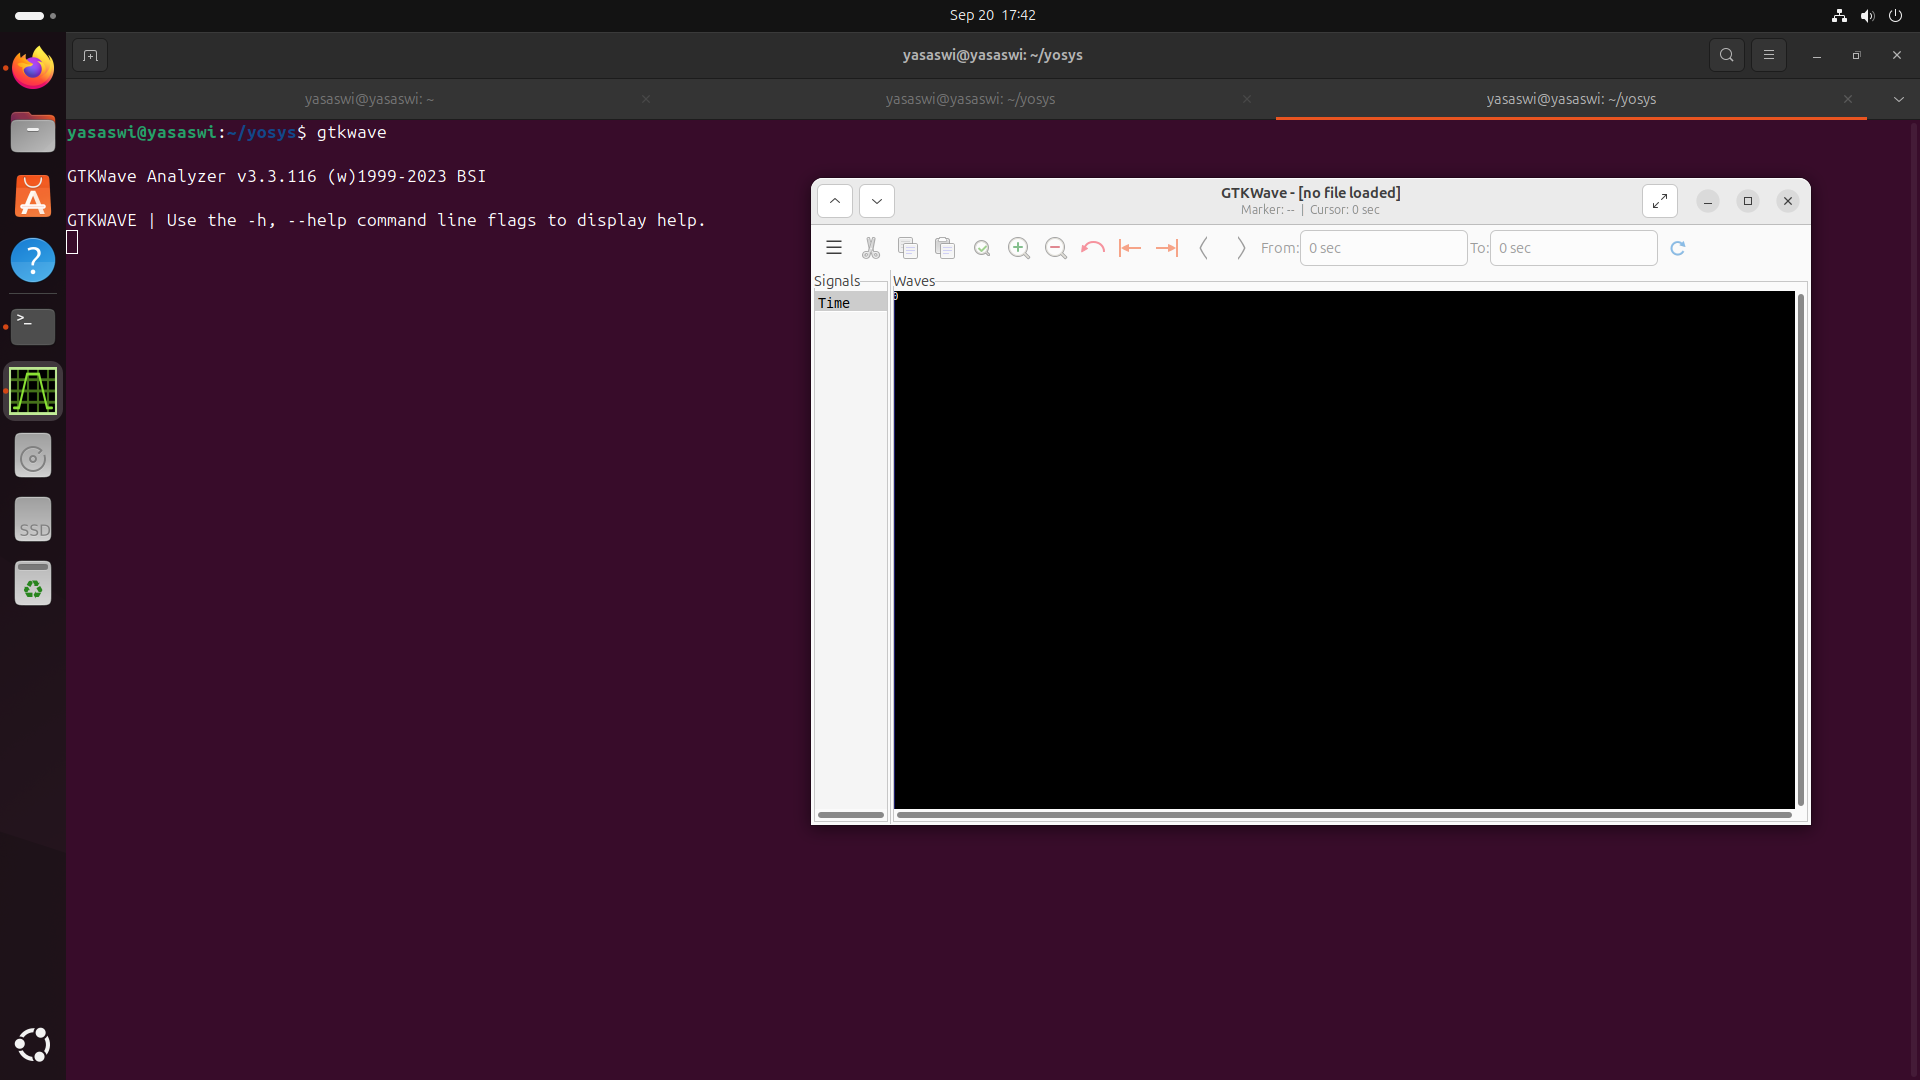 Sep 20 17:42
yasaswi@yasaswi: ~/yosys
yasaswi@yasaswi: ~
yasaswi@yasaswi: ~/yosys
yasaswi@yasaswi: ~/yosys
yasaswi@yasaswi:~/yosys$ gtkwave
GTKWave Analyzer v3.3.116 (w)1999-2023 BSI
GTKWAVE | Use the -h, --help command line flags to display help.
GTKWave - [no file loaded]
Marker: -- | Cursor: 0 sec
From: 0 sec To: 0 sec
Signals
Waves
Time
0
>_
?
SSD